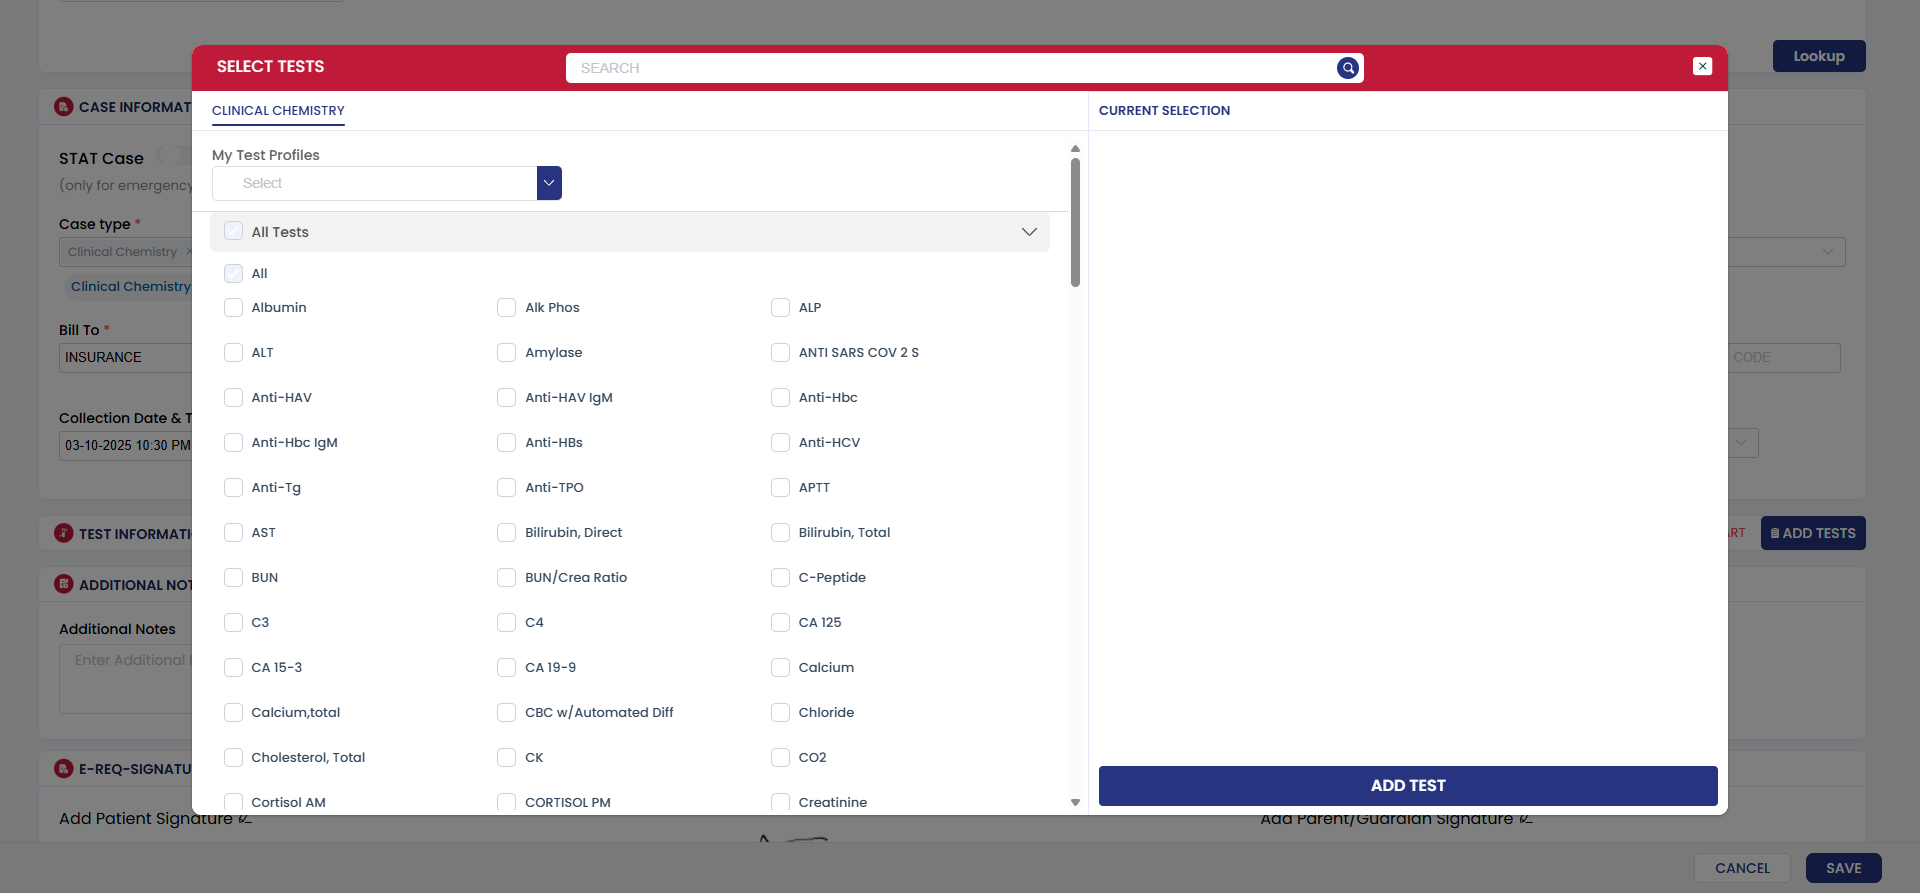 Lookup
SELECT TESTS
SEARCH
CLINICAL CHEMISTRY
CURRENT SELECTION
CASE INFORMAT
STAT Case
(only for emergency
Case type *
Clinical Chemistry ×
Clinical Chemistry
Bill To *
INSURANCE
CODE
Collection Date & T
03-10-2025 10:30 PM
TEST INFORMATI
ART
ADD TESTS
ADDITIONAL NOT
Additional Notes
Enter Additional
E-REQ-SIGNATU
Add Patient Signature
Add Parent/Guardian Signature
My Test Profiles
Select
All Tests
All
Albumin Alk Phos ALP
ALT Amylase ANTI SARS COV 2 S
Anti-HAV Anti-HAV IgM Anti-Hbc
Anti-Hbc IgM Anti-HBs Anti-HCV
Anti-Tg Anti-TPO APTT
AST Bilirubin, Direct Bilirubin, Total
BUN BUN/Crea Ratio C-Peptide
C3 C4 CA 125
CA 15-3 CA 19-9 Calcium
Calcium,total CBC w/Automated Diff Chloride
Cholesterol, Total CK CO2
Cortisol AM CORTISOL PM Creatinine
ADD TEST
CANCEL
SAVE